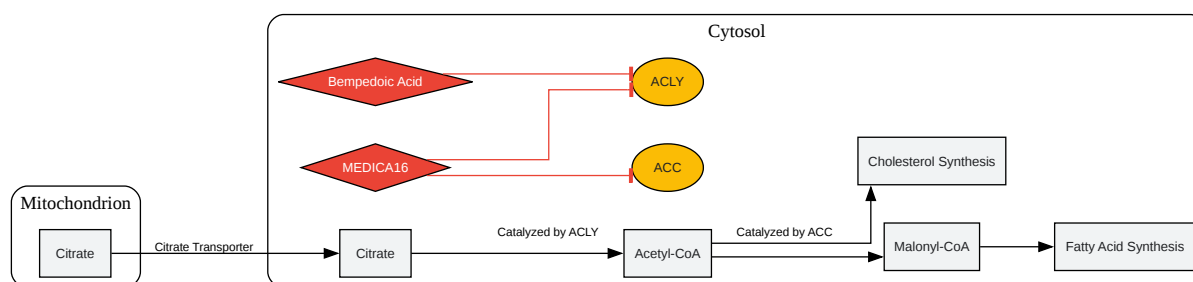 Cytosol
Bempedoic Acid
ACLY
MEDICA16
ACC
Cholesterol Synthesis
Mitochondrion
Citrate
Citrate Transporter
Citrate
Catalyzed by ACLY
Acetyl-CoA
Catalyzed by ACC
Malonyl-CoA
Fatty Acid Synthesis